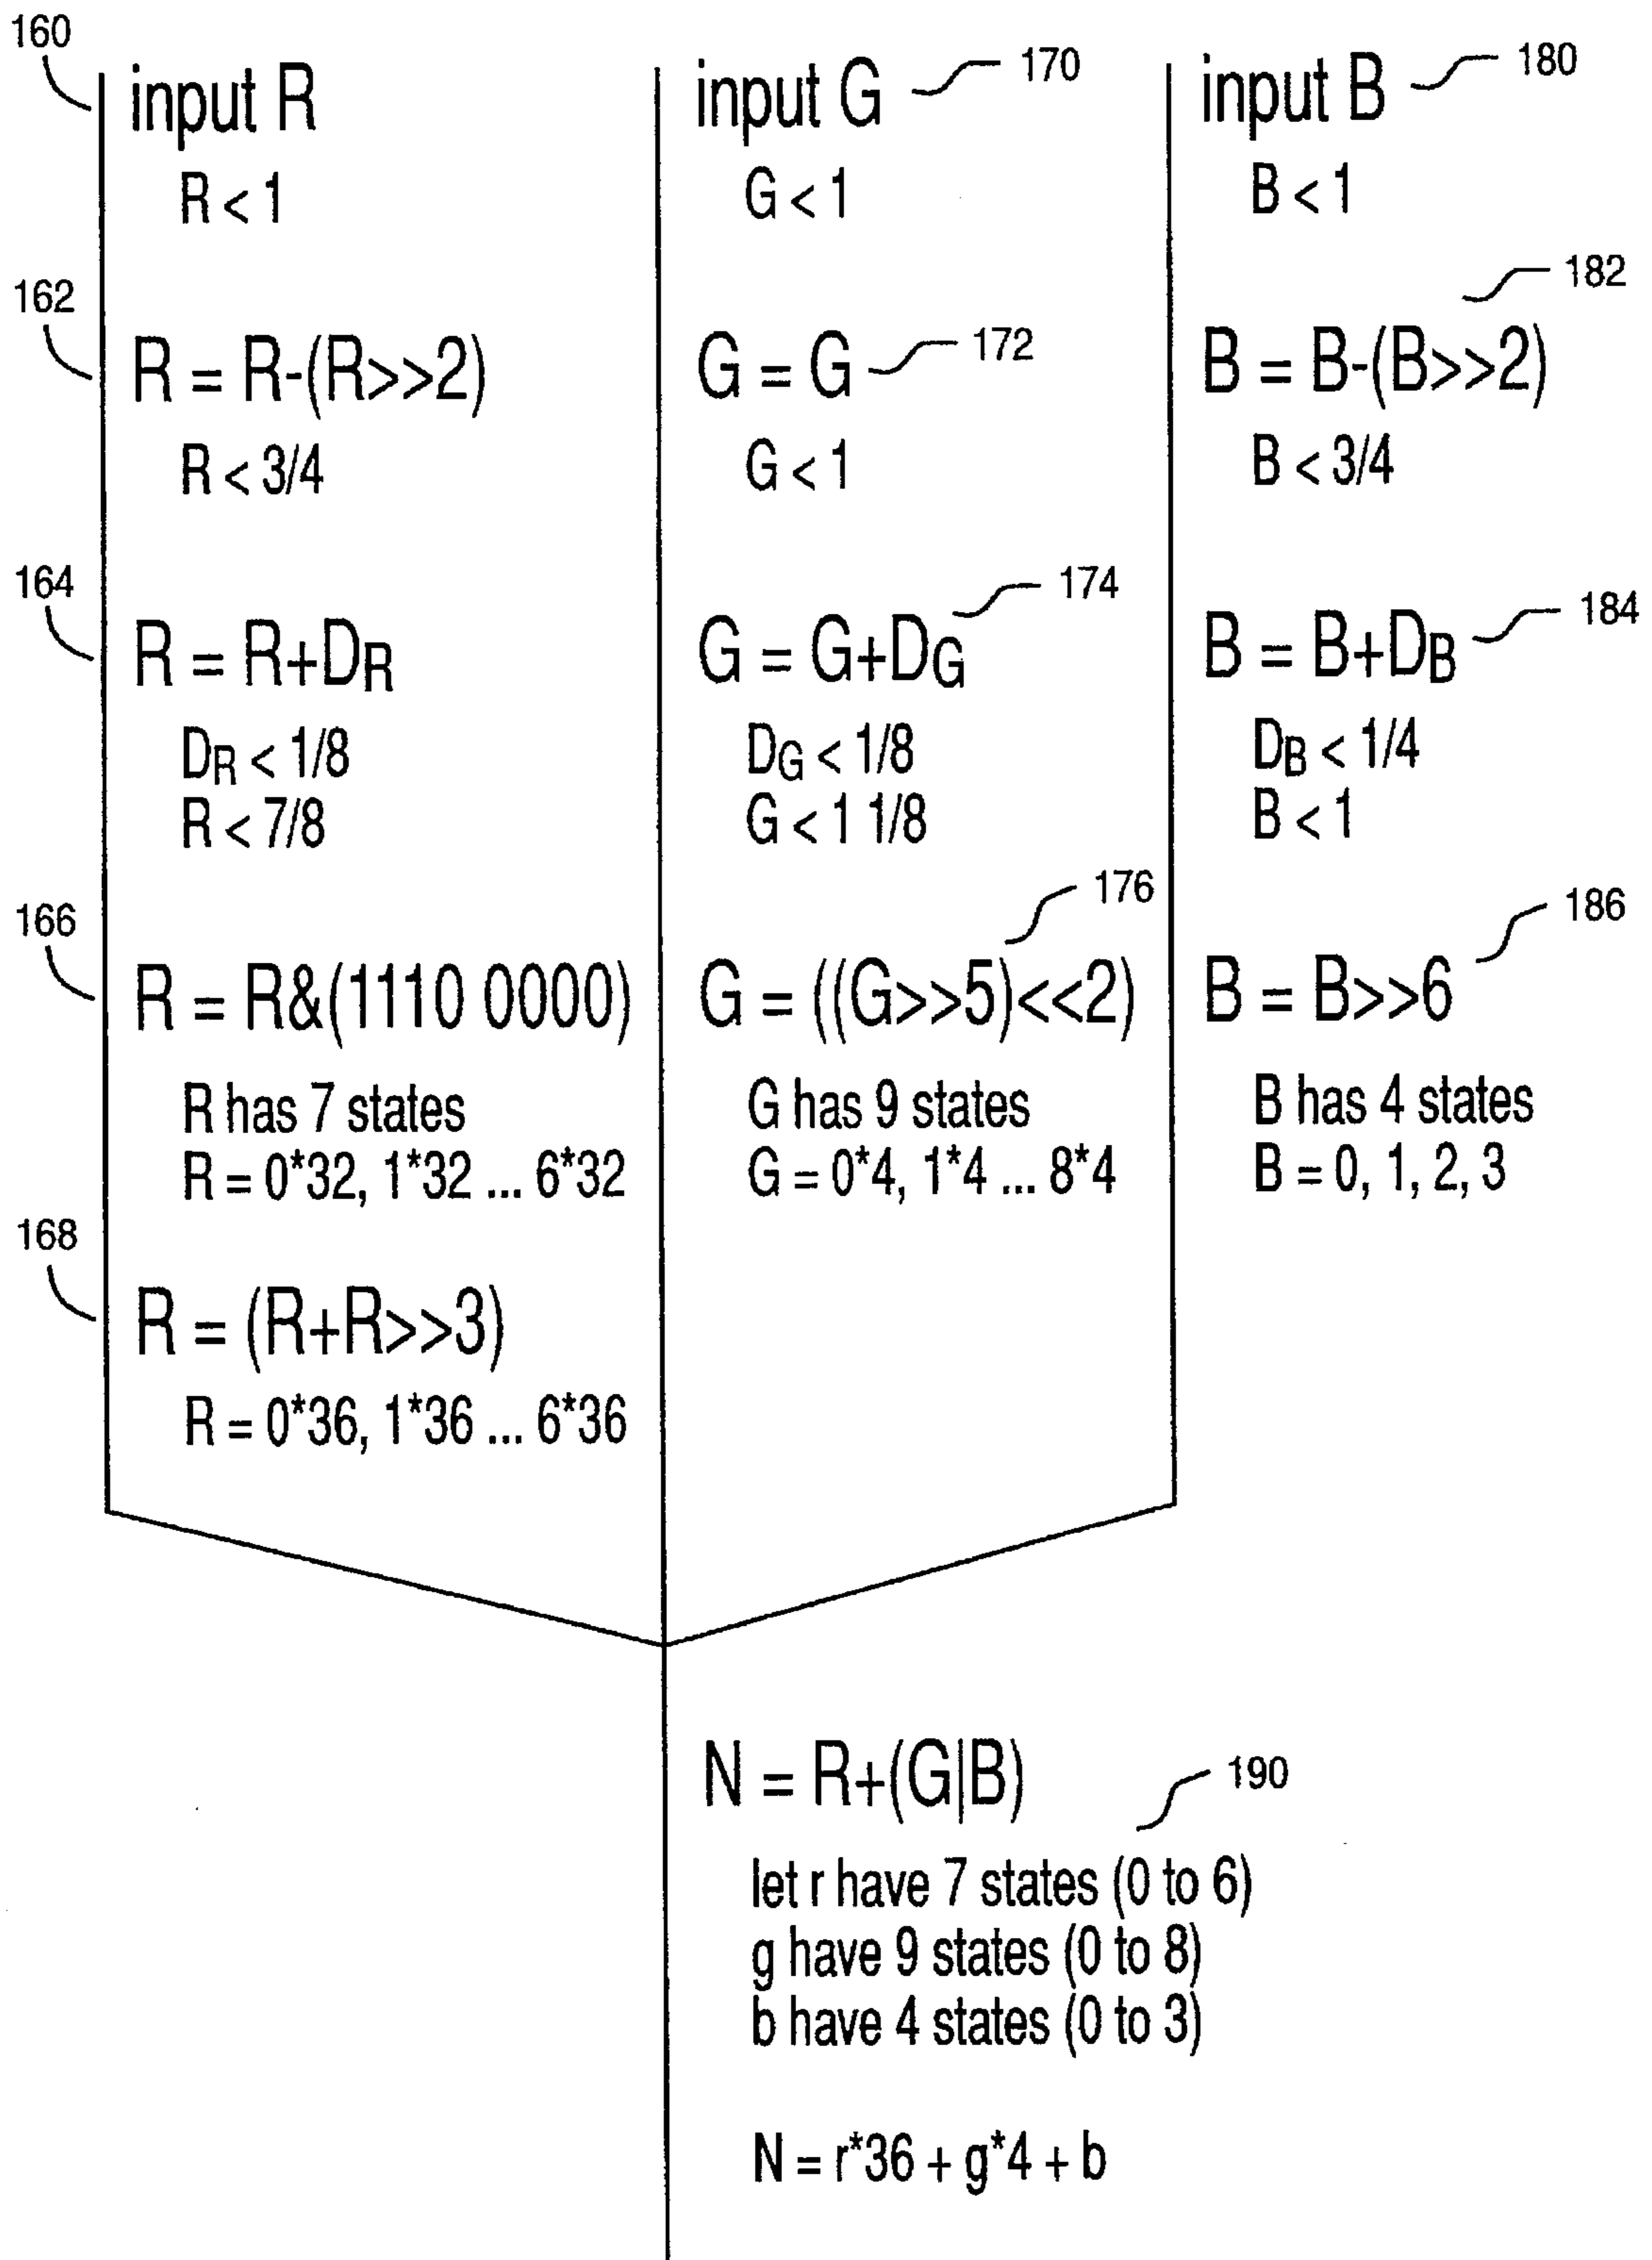 160
input R
R < 1
162
R = R-(R>>2)
R < 3/4
164
R = R+DR
DR < 1/8
R < 7/8
166
R = R&(1110 0000)
R has 7 states
R = 0*32, 1*32 ... 6*32
168
R = (R+R>>3)
R = 0*36, 1*36 ... 6*36
input G
170
G < 1
G = G
172
G < 1
174
G = G+DG
DG < 1/8
G < 1 1/8
176
G = ((G>>5)<<2)
G has 9 states
G = 0*4, 1*4 ... 8*4
input B
180
B < 1
182
B = B-(B>>2)
B < 3/4
B = B+DB
184
DB < 1/4
B < 1
186
B = B>>6
B has 4 states
B = 0, 1, 2, 3
N = R+(G|B)
190
let r have 7 states (0 to 6)
g have 9 states (0 to 8)
b have 4 states (0 to 3)
N = r*36 + g*4 + b